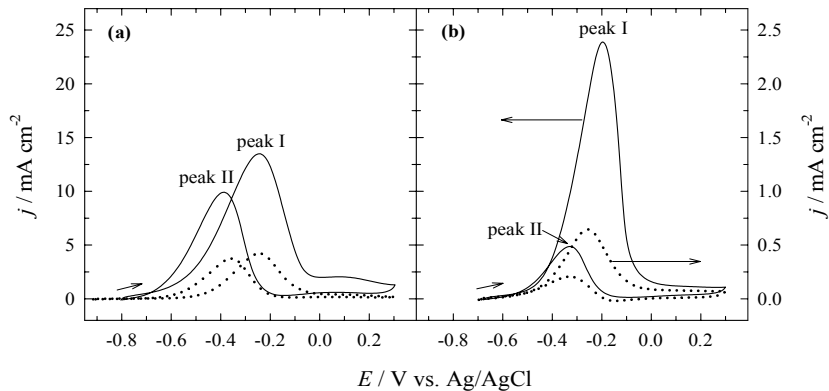 (a)
(b)
peak I
peak II
peak I
peak II
25
20
15
10
5
0
2.5
2.0
1.5
1.0
0.5
0.0
j / mA cm-2
j / mA cm-2
-0.8 -0.6 -0.4 -0.2 0.0 0.2
-0.8 -0.6 -0.4 -0.2 0.0 0.2
E / V vs. Ag/AgCl